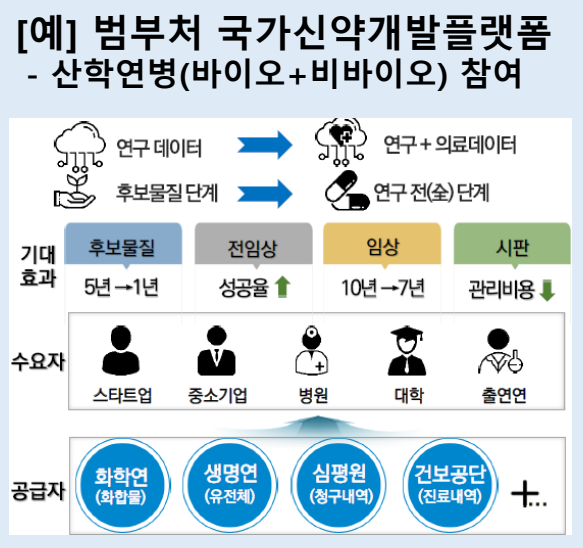 [예] 범부처 국가신약개발플랫폼
- 산학연병(바이오+비바이오) 참여
연구 데이터
연구 + 의료데이터
후보물질 단계
연구 전(全) 단계
기대
효과
후보물질
전임상
임상
시판
5년→1년
성공율
10년→7년
관리비용
수요자
스타트업
중소기업
병원
대학
출연연
공급자
화학연
(화합물)
생명연
(유전체)
심평원
(청구내역)
건보공단
(진료내역)
+...